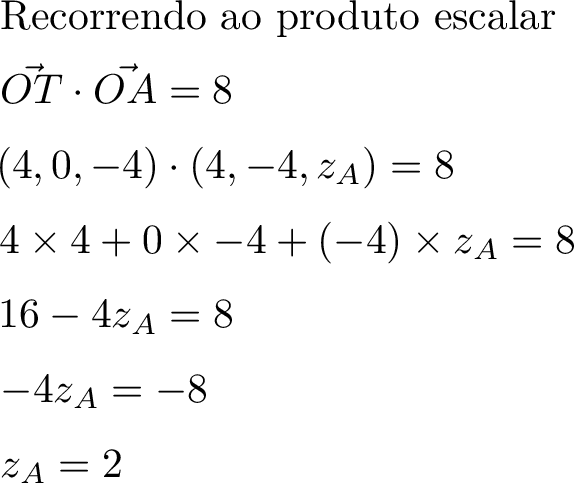 Recorrendo ao produto escalar
$\vec{OT} \cdot \vec{OA} = 8$
$(4, 0, -4) \cdot (4, -4, z_A) = 8$
$4 \times 4 + 0 \times -4 + (-4) \times z_A = 8$
$16 - 4z_A = 8$
$-4z_A = -8$
$z_A = 2$